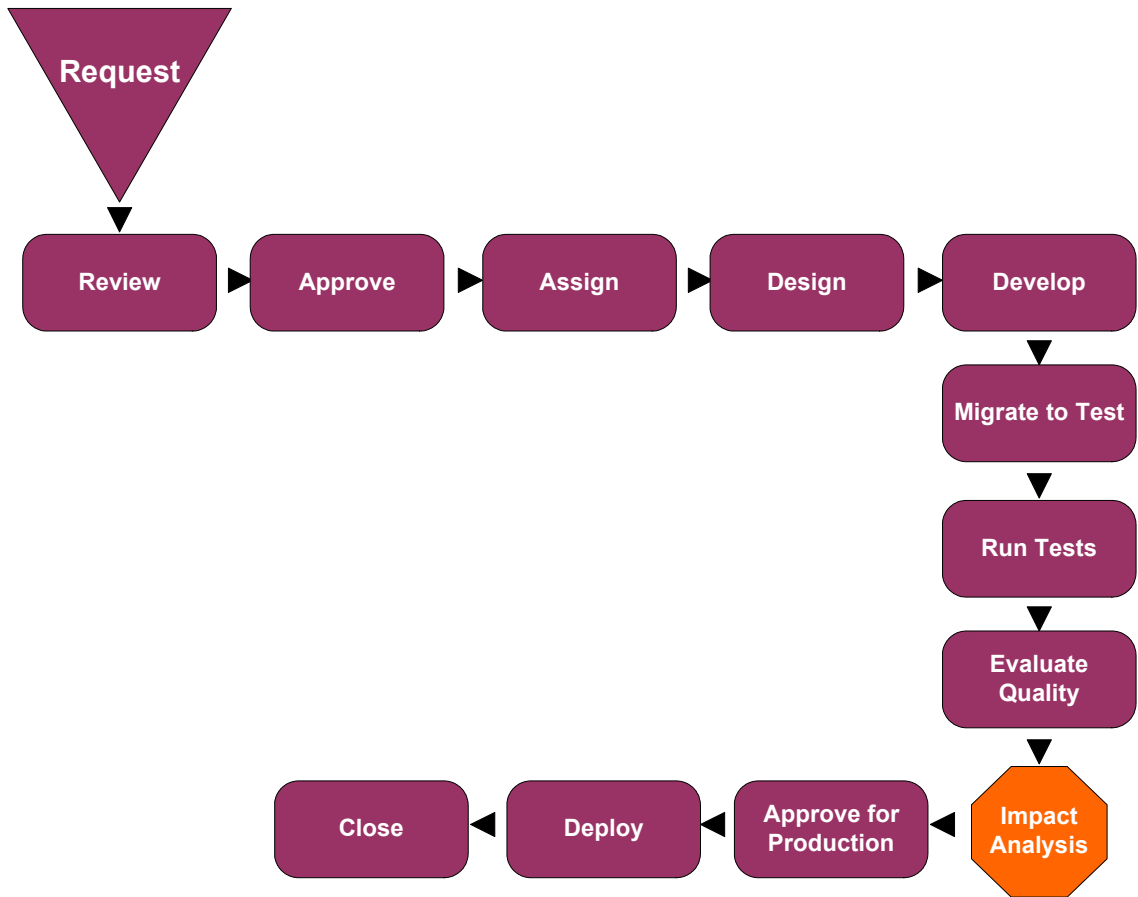 Request
Review
Approve
Assign
Design
Develop
Migrate to Test
Run Tests
Evaluate
Quality
Impact
Analysis
Approve for
Production
Deploy
Close